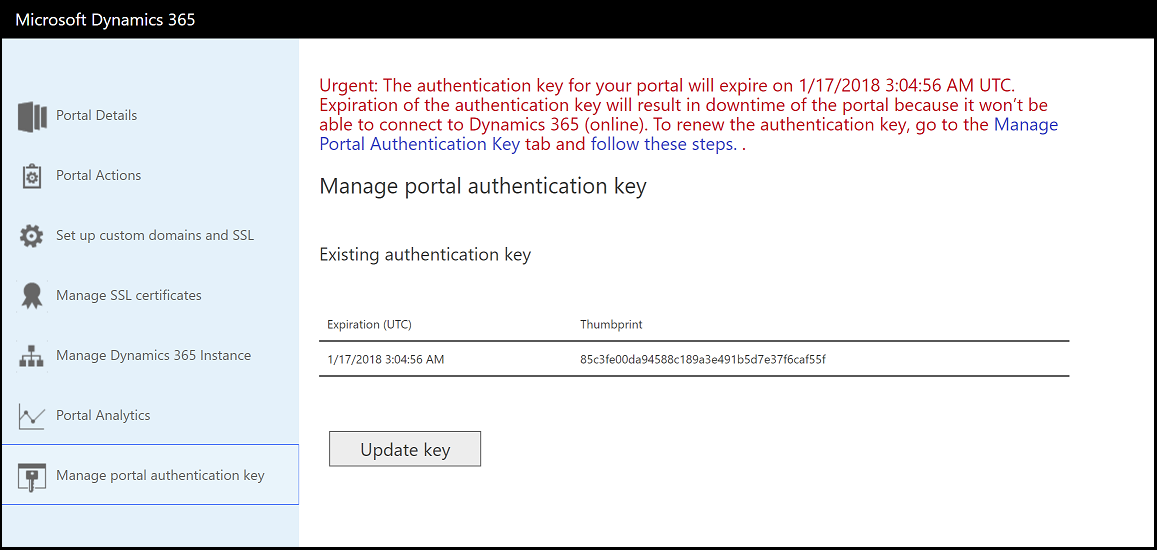 Microsoft Dynamics 365
Portal Details
Portal Actions
Set up custom domains and SSL
Manage SSL certificates
Manage Dynamics 365 Instance
Portal Analytics
Manage portal authentication key
Urgent: The authentication key for your portal will expire on 1/17/2018 3:04:56 AM UTC.
Expiration of the authentication key will result in downtime of the portal because it won't be
able to connect to Dynamics 365 (online). To renew the authentication key, go to the Manage
Portal Authentication Key tab and follow these steps. .
Manage portal authentication key
Existing authentication key
Expiration (UTC) Thumbprint
1/17/2018 3:04:56 AM 85c3fe00da94588c189a3e491b5d7e37f6caf55f
Update key